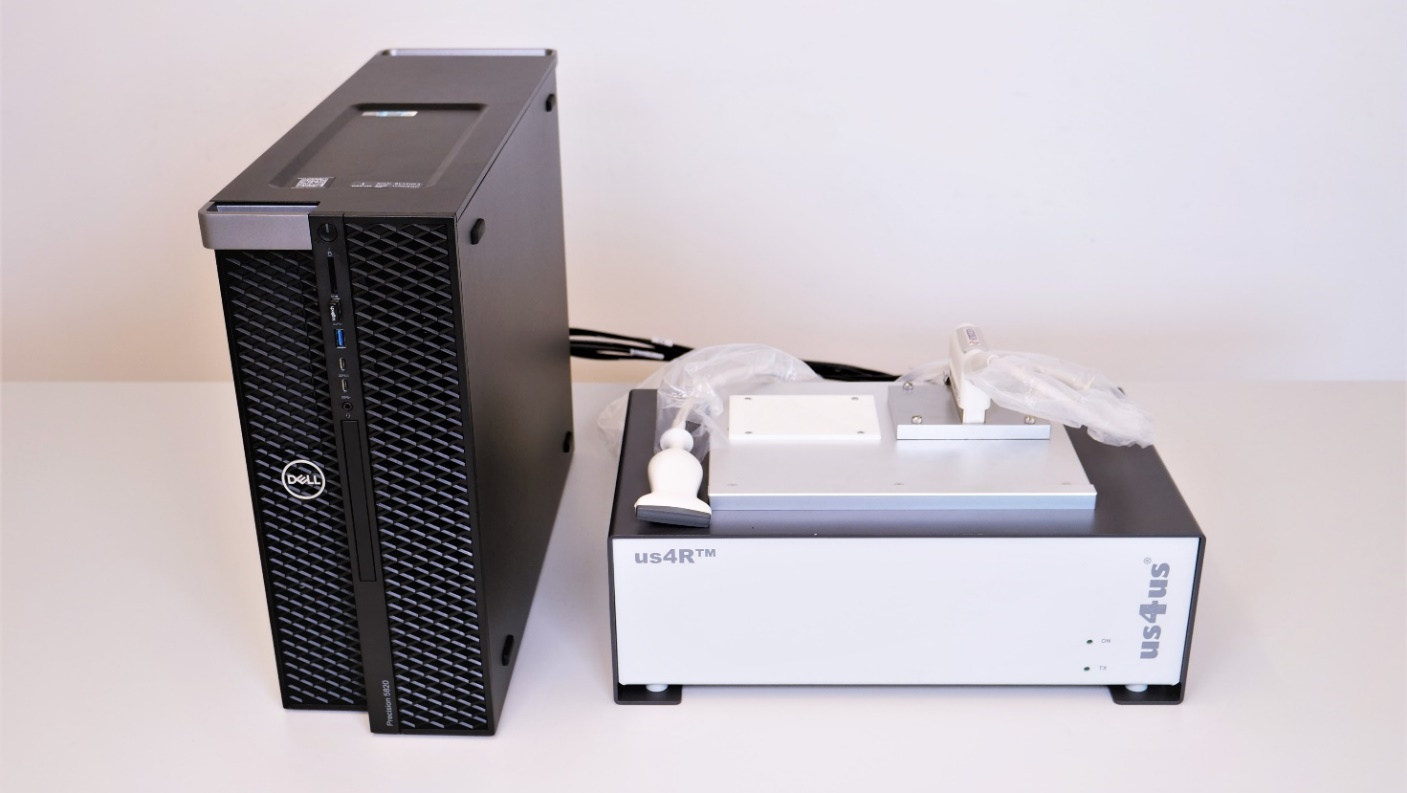 DELL
Precision 5820
us4R™
us4us®
ON
TX